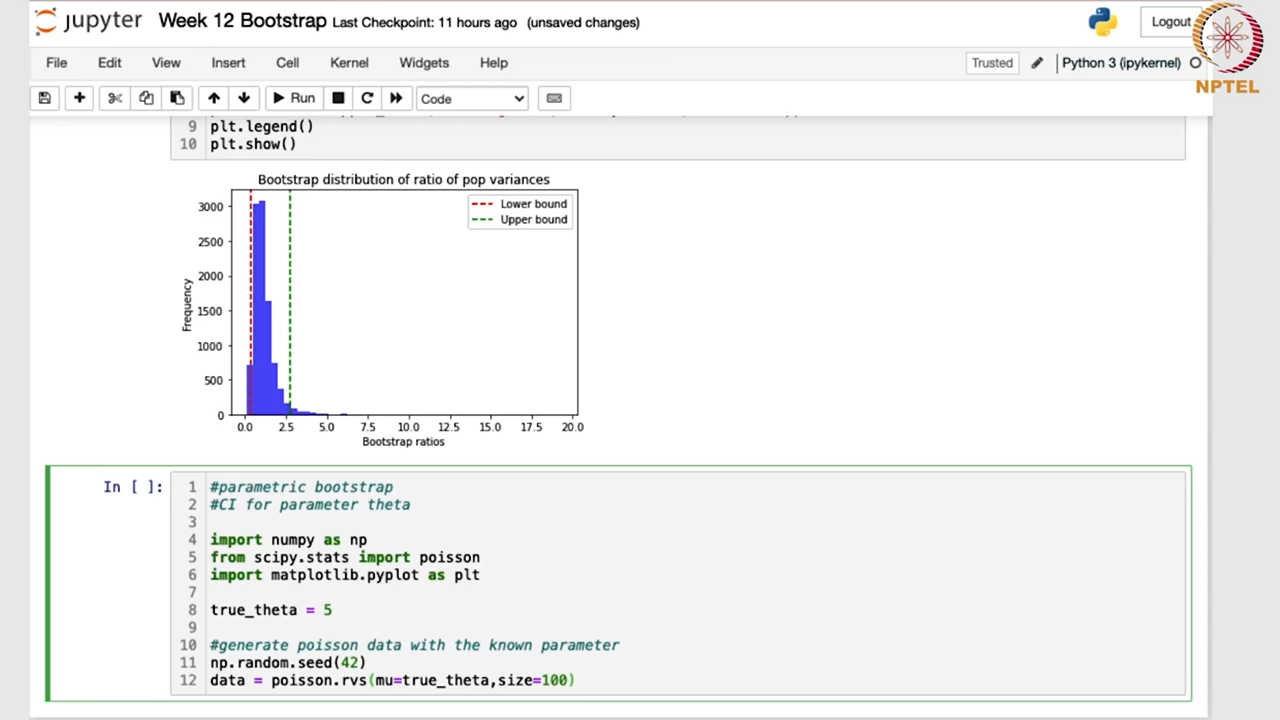 jupyter Week 12 Bootstrap Last Checkpoint: 11 hours ago (unsaved changes)
Logout
NPTEL
File Edit View Insert Cell Kernel Widgets Help
Trusted Python 3 (ipykernel)
Run Code
9 plt.legend()
10 plt.show()
Bootstrap distribution of ratio of pop variances
Lower bound
Upper bound
3000
2500
2000
1500
1000
500
0
Frequency
0.0 2.5 5.0 7.5 10.0 12.5 15.0 17.5 20.0
Bootstrap ratios
In [ ]:
1 #parametric bootstrap
2 #CI for parameter theta
3
4 import numpy as np
5 from scipy.stats import poisson
6 import matplotlib.pyplot as plt
7
8 true_theta = 5
9
10 #generate poisson data with the known parameter
11 np.random.seed(42)
12 data = poisson.rvs(mu=true_theta,size=100)